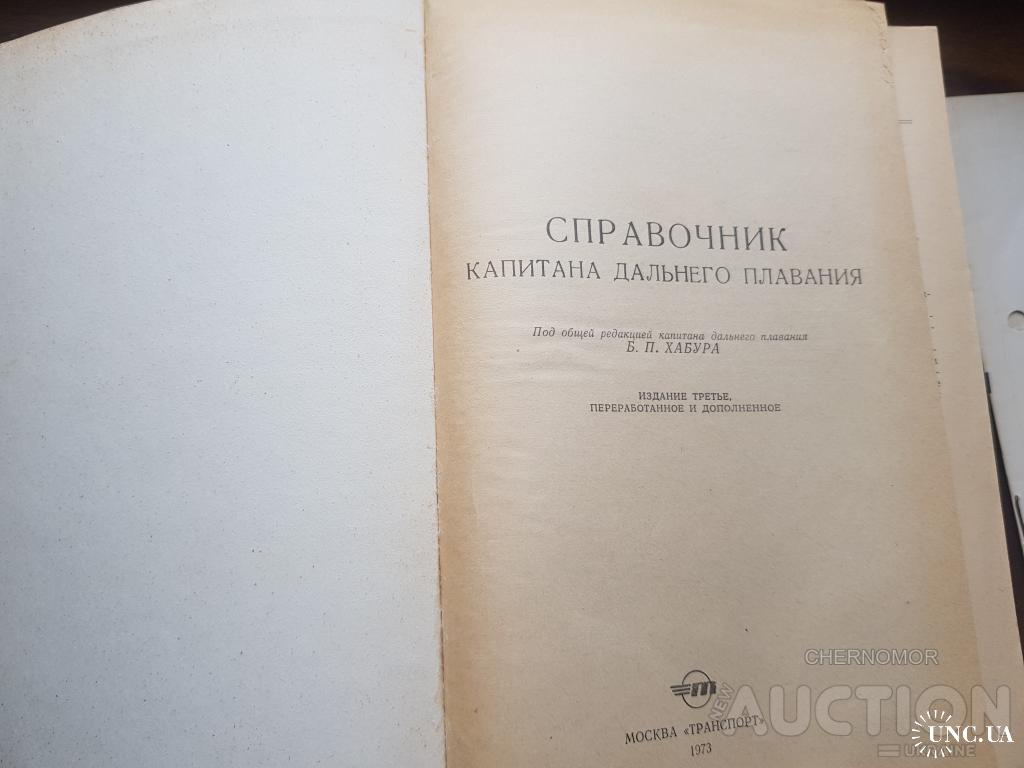 СПРАВОЧНИК
КАПИТАНА ДАЛЬНЕГО ПЛАВАНИЯ
Под общей редакцией капитана дальнего плавания
Б. П. ХАБУРА
ИЗДАНИЕ ТРЕТЬЕ,
ПЕРЕРАБОТАННОЕ И ДОПОЛНЕННОЕ
МОСКВА «ТРАНСПОРТ»
1973
CHERNOMOR
NEW AUCTION
UKRAINE
UNC.UA